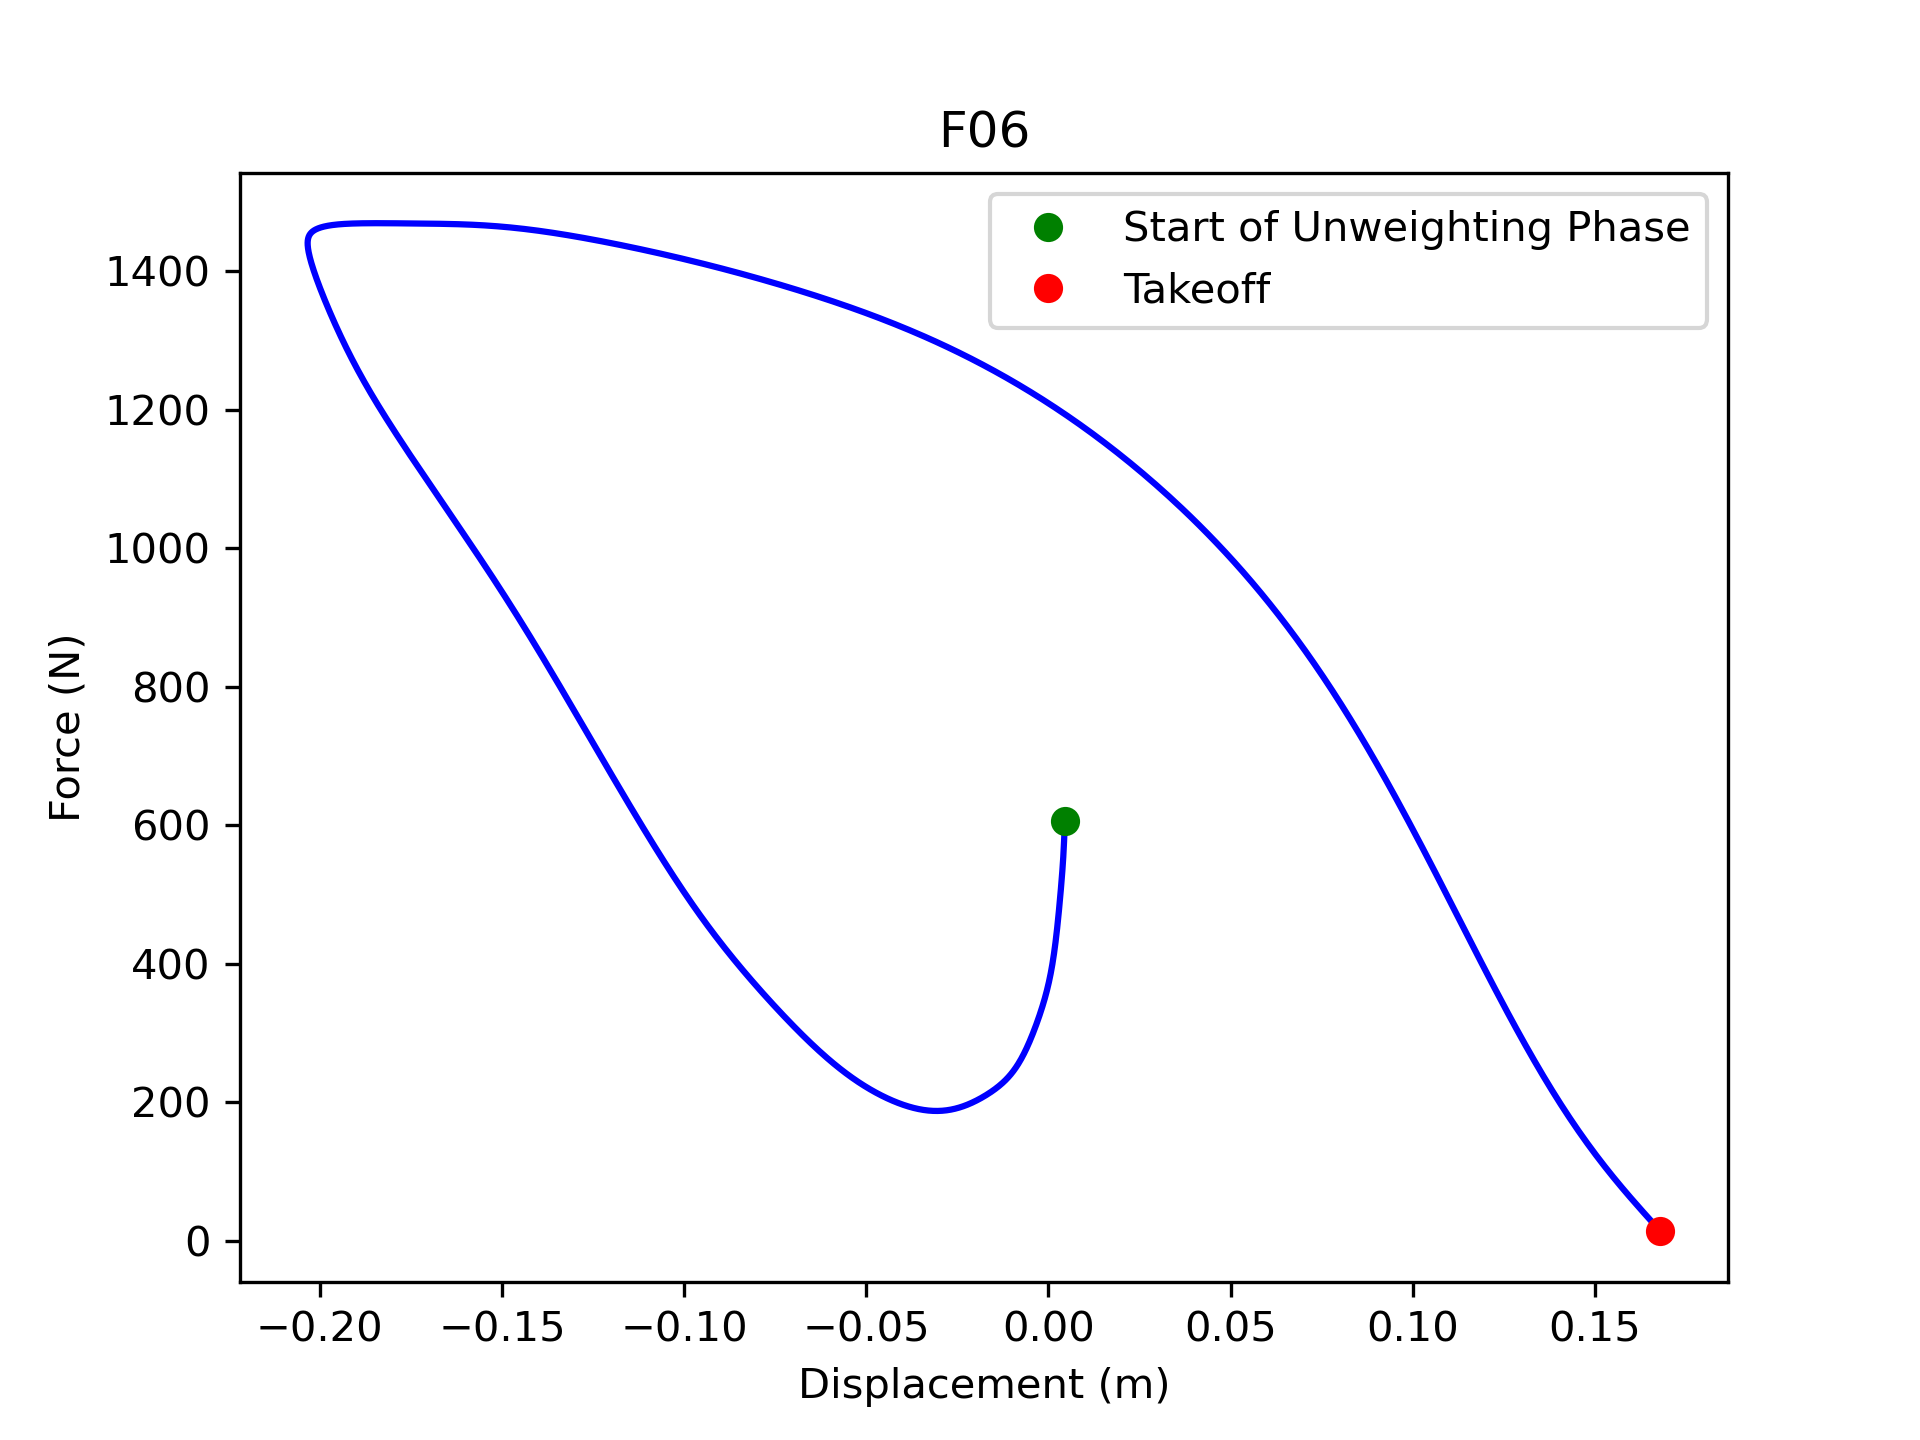 F06
Start of Unweighting Phase
Takeoff
Force (N)
1400
1200
1000
800
600
400
200
0
−0.20 −0.15 −0.10 −0.05 0.00 0.05 0.10 0.15
Displacement (m)